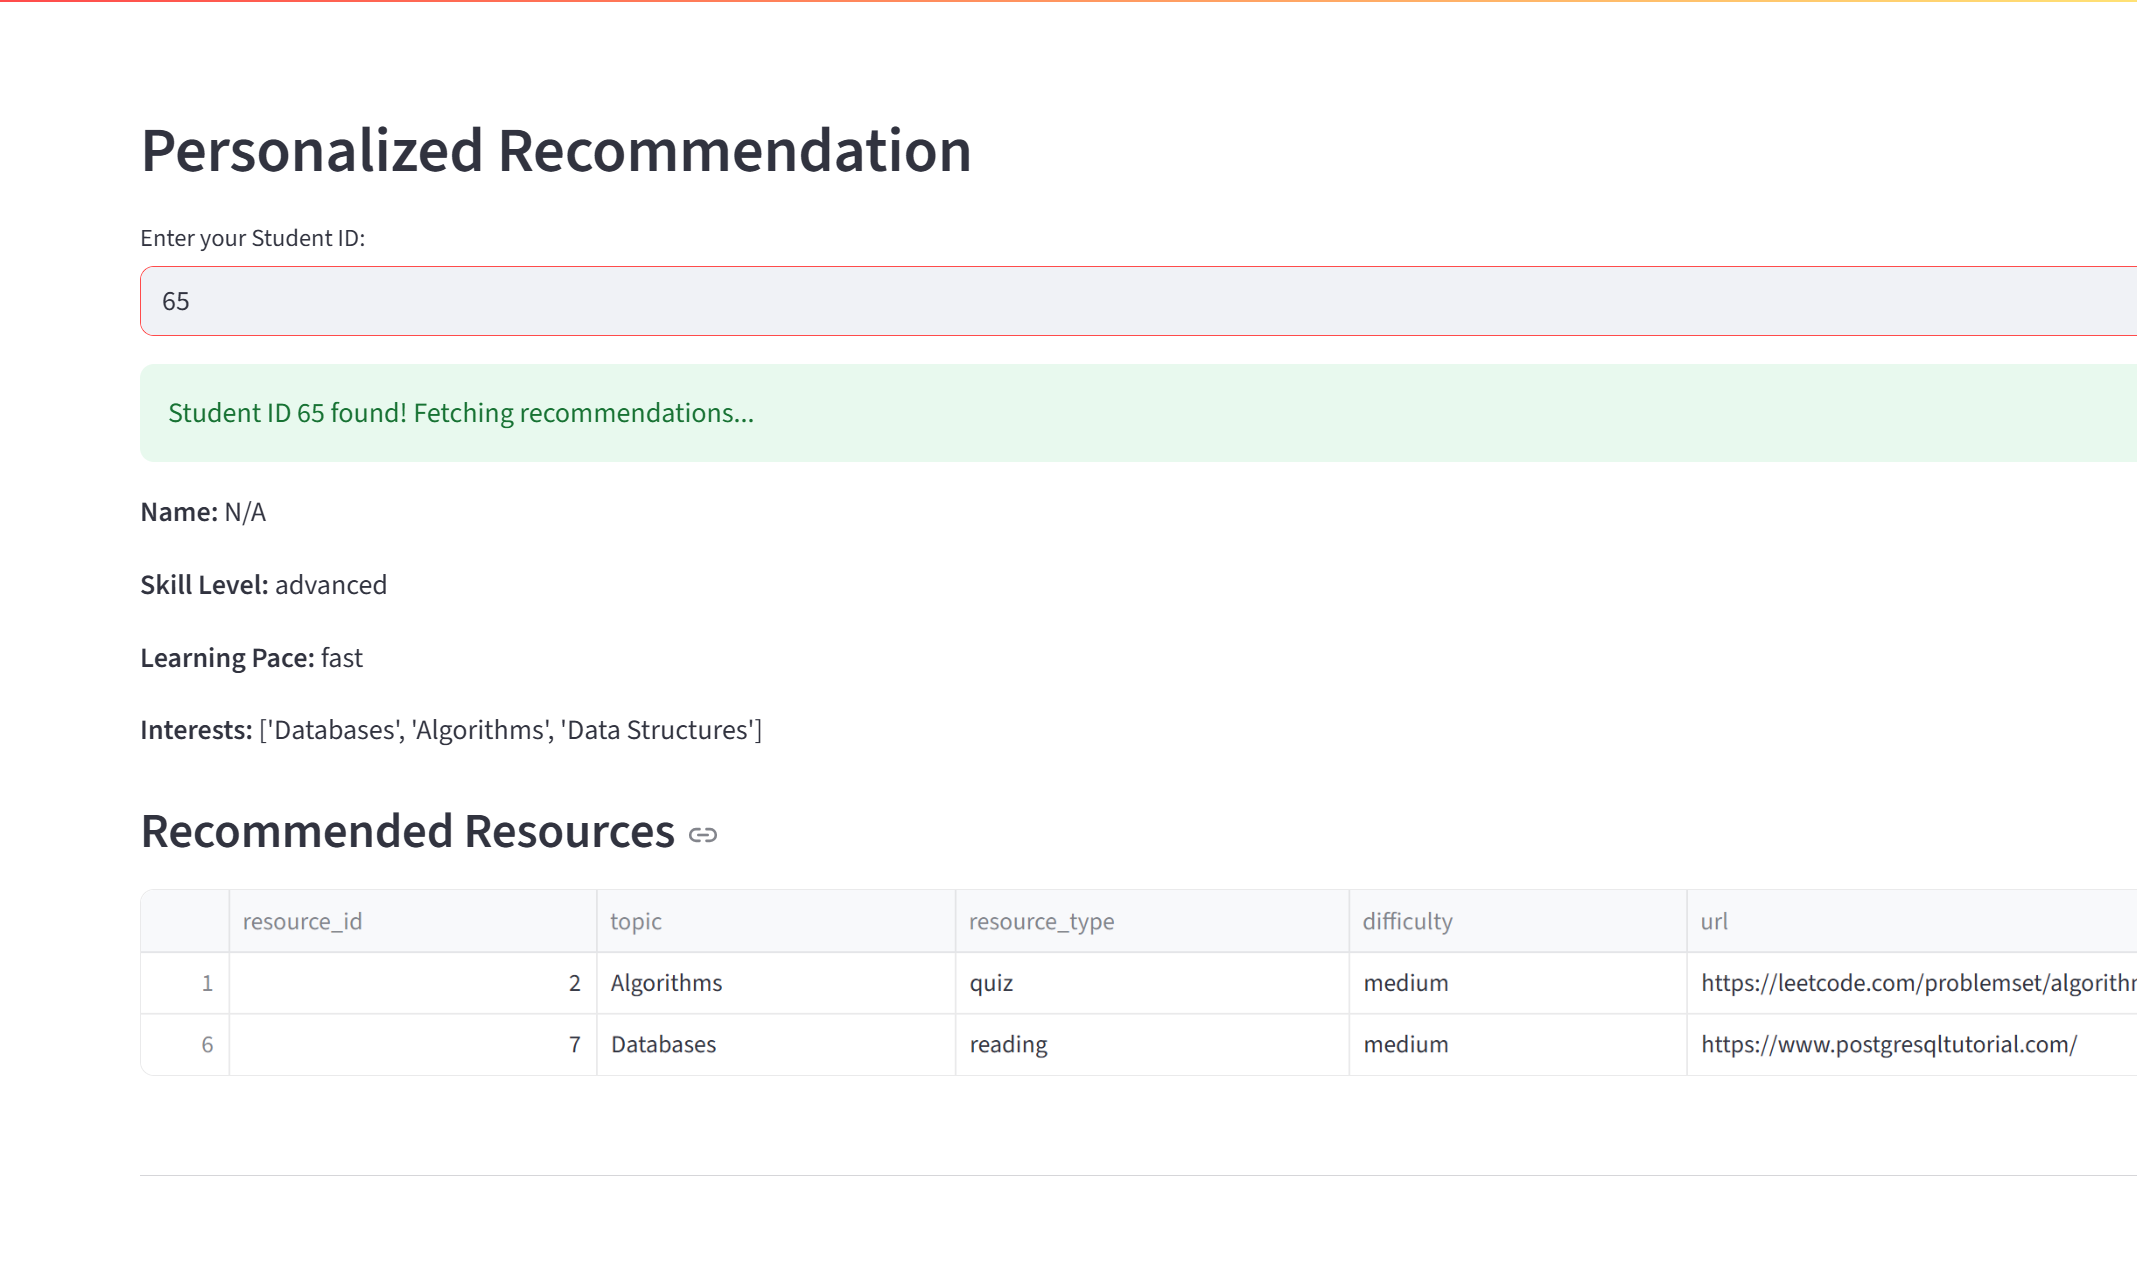 Personalized Recommendation
Enter your Student ID:
65
Student ID 65 found! Fetching recommendations...
Name: N/A
Skill Level: advanced
Learning Pace: fast
Interests: ['Databases', 'Algorithms', 'Data Structures']
Recommended Resources
resource_id topic resource_type difficulty url
1 2 Algorithms quiz medium https://leetcode.com/problemset/algorithm
6 7 Databases reading medium https://www.postgresqltutorial.com/